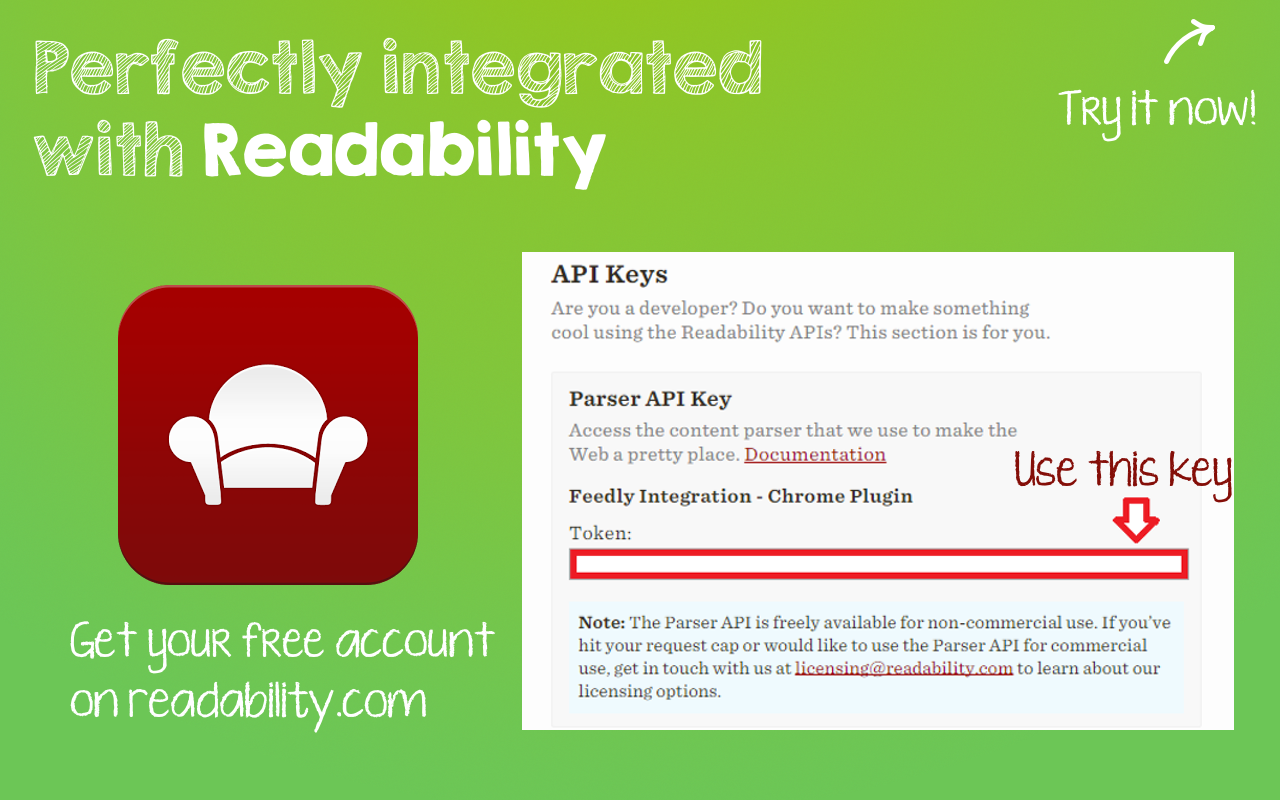 Perfectly integrated
with Readability
Try it now!
API Keys
Are you a developer? Do you want to make something
cool using the Readability APIs? This section is for you.
Parser API Key
Access the content parser that we use to make the
Web a pretty place. Documentation
Use this key
Feedly Integration - Chrome Plugin
Token:
Note: The Parser API is freely available for non-commercial use. If you've
hit your request cap or would like to use the Parser API for commercial
use, get in touch with us at licensing@readability.com to learn about our
licensing options.
Get your free account
on readability.com